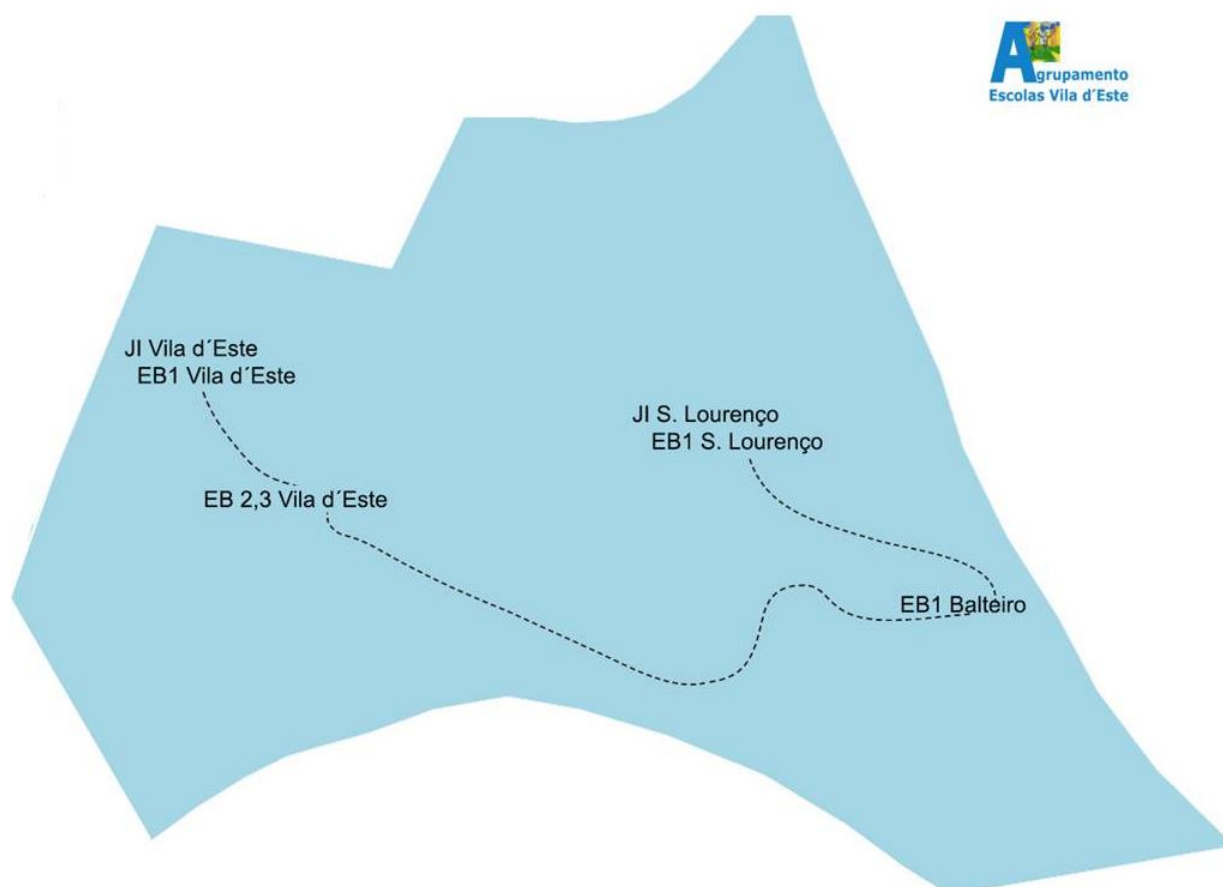 Agrupamento
Escolas Vila d´Este
JI Vila d´Este
EB1 Vila d´Este
JI S. Lourenço
EB1 S. Lourenço
EB 2,3 Vila d´Este
EB1 Balteiro